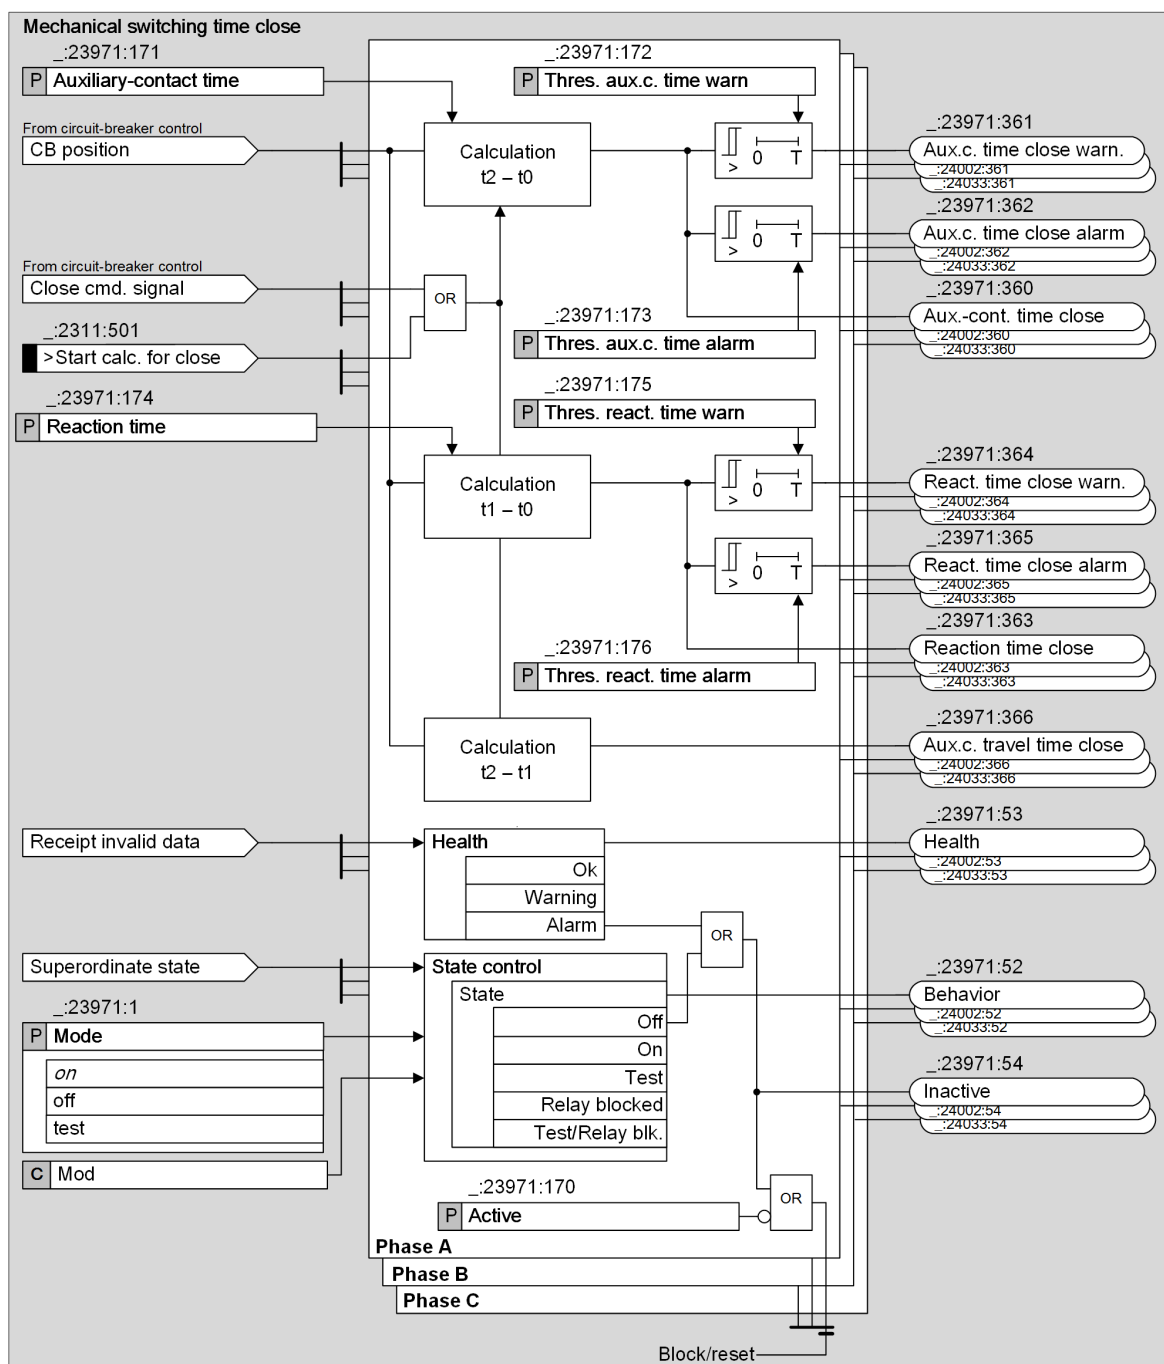 Mechanical switching time close
_:23971:171
P Auxiliary-contact time
_:23971:172
P Thres. aux.c. time warn
From circuit-breaker control
CB position
Calculation
t2 – t0
> 0 T
_:23971:361
Aux.c. time close warn.
_:24002:361
_:24033:361
> 0 T
_:23971:362
Aux.c. time close alarm
_:24002:362
_:24033:362
From circuit-breaker control
Close cmd. signal
OR
_:23971:360
Aux.-cont. time close
_:24002:360
_:24033:360
_:2311:501
>Start calc. for close
_:23971:173
P Thres. aux.c. time alarm
_:23971:174
P Reaction time
_:23971:175
P Thres. react. time warn
Calculation
t1 – t0
> 0 T
_:23971:364
React. time close warn.
_:24002:364
_:24033:364
> 0 T
_:23971:365
React. time close alarm
_:24002:365
_:24033:365
_:23971:176
P Thres. react. time alarm
_:23971:363
Reaction time close
_:24002:363
_:24033:363
Calculation
t2 – t1
_:23971:366
Aux.c. travel time close
_:24002:366
_:24033:366
Receipt invalid data
Health
Ok
Warning
Alarm
_:23971:53
Health
_:24002:53
_:24033:53
OR
Superordinate state
State control
State
Off
On
Test
Relay blocked
Test/Relay blk.
_:23971:52
Behavior
_:24002:52
_:24033:52
_:23971:1
P Mode
on
off
test
C Mod
_:23971:54
Inactive
_:24002:54
_:24033:54
_:23971:170
P Active
OR
Phase A
Phase B
Phase C
Block/reset